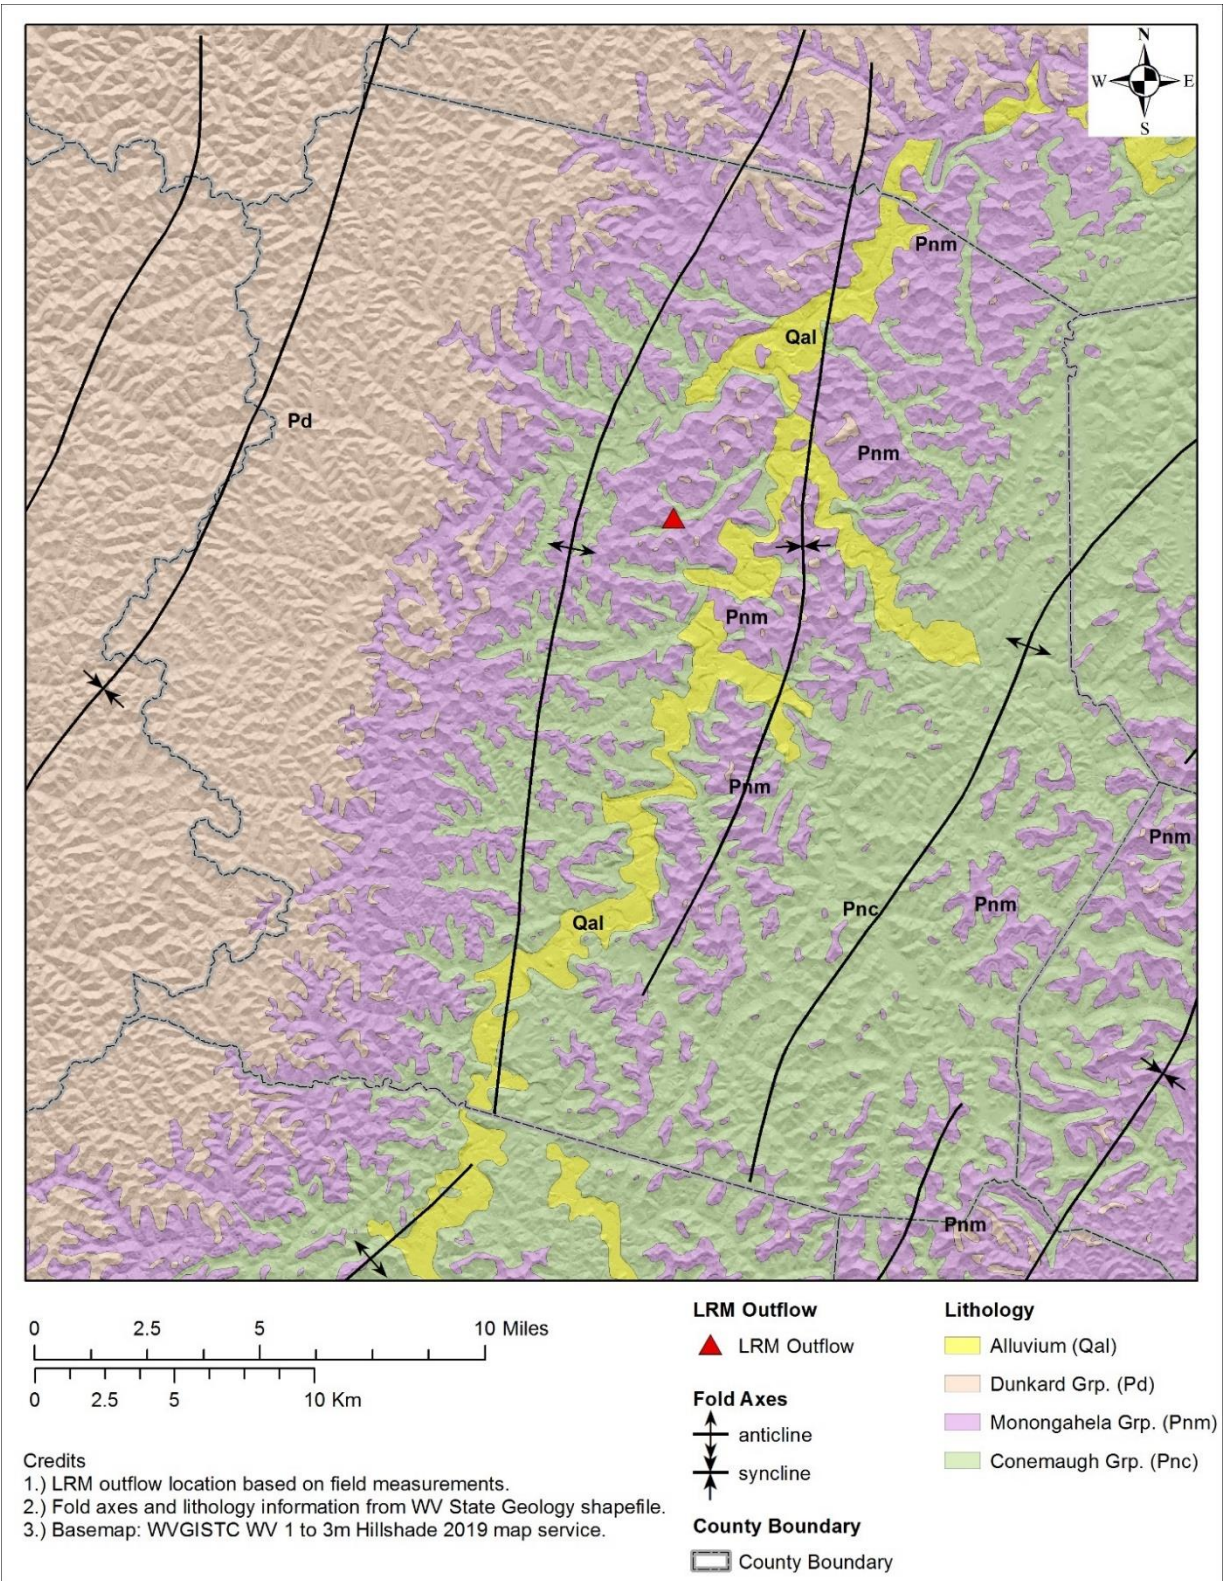 N
W E
S
Pnm
Qal
Pd
Pnm
Pnm
Pnm
Pnm
Pnc
Pnm
Qal
Pnm
0 2.5 5 10 Miles
0 2.5 5 10 Km
Credits
1.) LRM outflow location based on field measurements.
2.) Fold axes and lithology information from WV State Geology shapefile.
3.) Basemap: WVGISTC WV 1 to 3m Hillshade 2019 map service.
LRM Outflow
LRM Outflow
Fold Axes
anticline
syncline
County Boundary
County Boundary
Lithology
Alluvium (Qal)
Dunkard Grp. (Pd)
Monongahela Grp. (Pnm)
Conemaugh Grp. (Pnc)